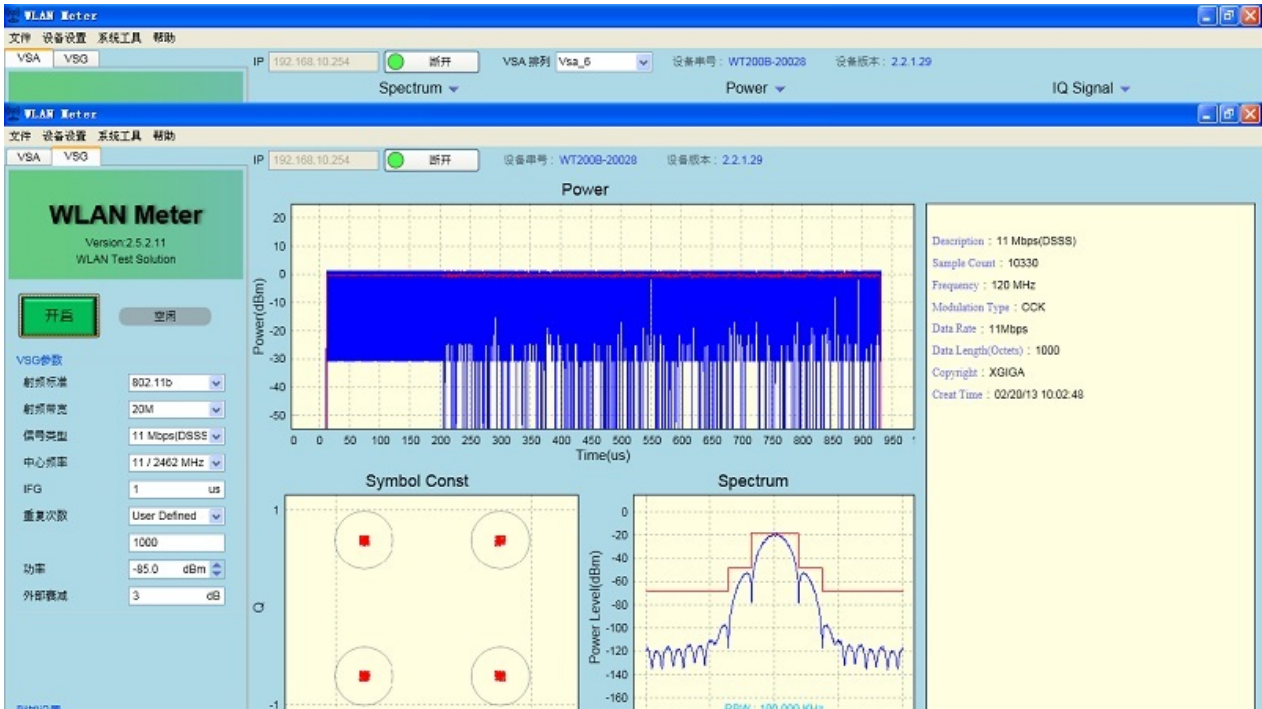 WLAN Meter
文件 设备设置 系统工具 帮助
VSA VSG
IP 192.168.10.254 断开 VSA 排列 Vsa_6 设备串号：WT200B-20028 设备版本：2.2.1.29
Spectrum Power IQ Signal
WLAN Meter
文件 设备设置 系统工具 帮助
VSA VSG
IP 192.168.10.254 断开 设备串号：WT200B-20028 设备版本：2.2.1.29
WLAN Meter
Version:2.5.2.11
WLAN Test Solution
开启 空闲
VSG参数
射频标准 802.11b
射频带宽 20M
信号类型 11 Mbps(DSSS
中心频率 11 / 2462 MHz
IFG 1 us
重复次数 User Defined
1000
功率 -85.0 dBm
外部衰减 3 dB
Power
Power(dBm)
20
10
0
-10
-20
-30
-40
-50
0 0 50 100 150 200 250 300 350 400 450 500 550 600 650 700 750 800 850 900 950
Time(us)
Symbol Const
1
Q
-1
Spectrum
Power Level(dBm)
0
-20
-40
-60
-80
-100
-120
-140
-160
Description : 11 Mbps(DSSS)
Sample Count : 10330
Frequency : 120 MHz
Modulation Type : CCK
Data Rate : 11Mbps
Data Length(Octets) : 1000
Copyright : XGIGA
Creat Time : 02/20/13 10:02:48